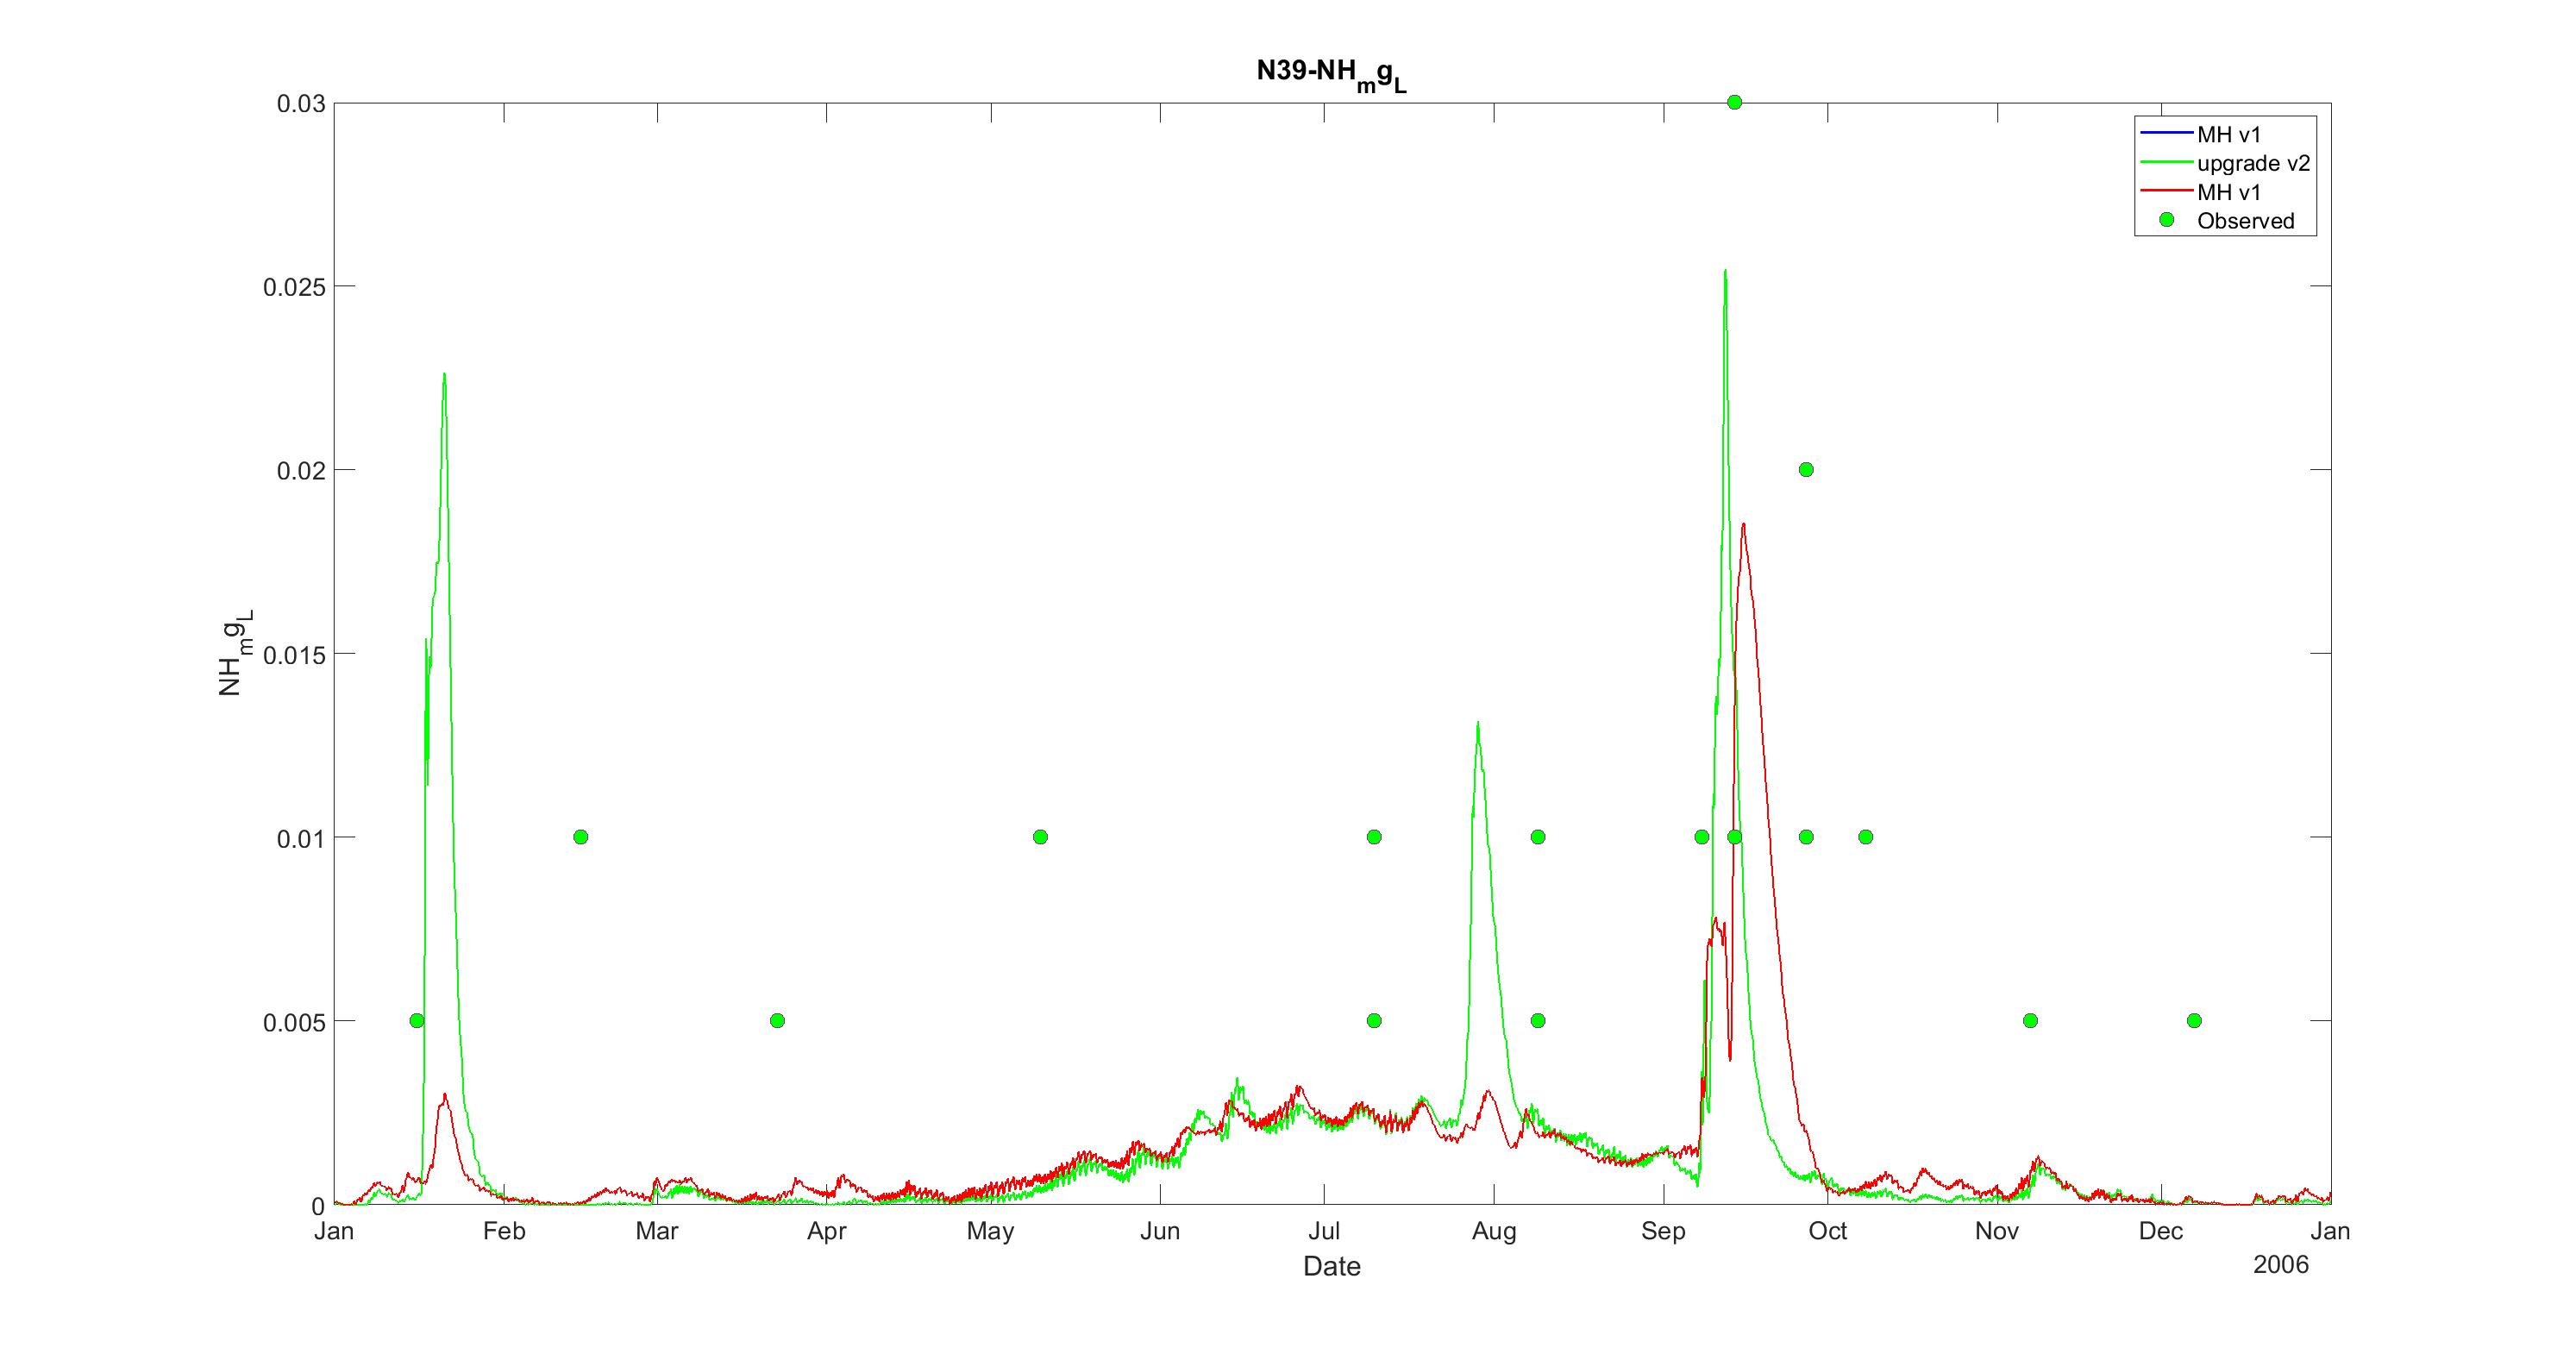 N39-NHmgL
0.03
0.025
0.02
0.015
0.01
0.005
0
NHmgL
MH v1
upgrade v2
MH v1
Observed
Jan Feb Mar Apr May Jun Jul Aug Sep Oct Nov Dec Jan
Date
2006